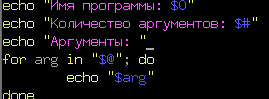 echo "Имя программы: $0"
echo "Количество аргументов: $#"
echo "Аргументы: "
for arg in "$@"; do
echo "$arg"
done